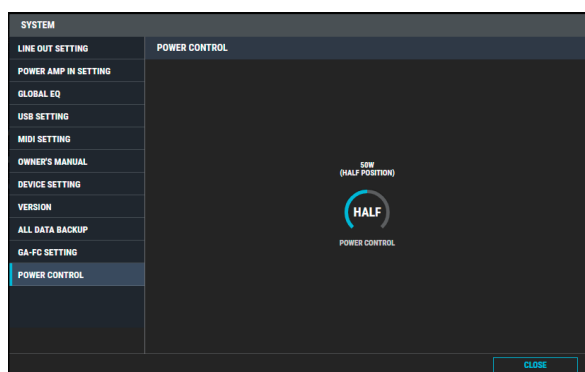 SYSTEM
LINE OUT SETTING
POWER AMP IN SETTING
GLOBAL EQ
USB SETTING
MIDI SETTING
OWNER'S MANUAL
DEVICE SETTING
VERSION
ALL DATA BACKUP
GA-FC SETTING
POWER CONTROL
POWER CONTROL
50W
(HALF POSITION)
HALF
POWER CONTROL
CLOSE